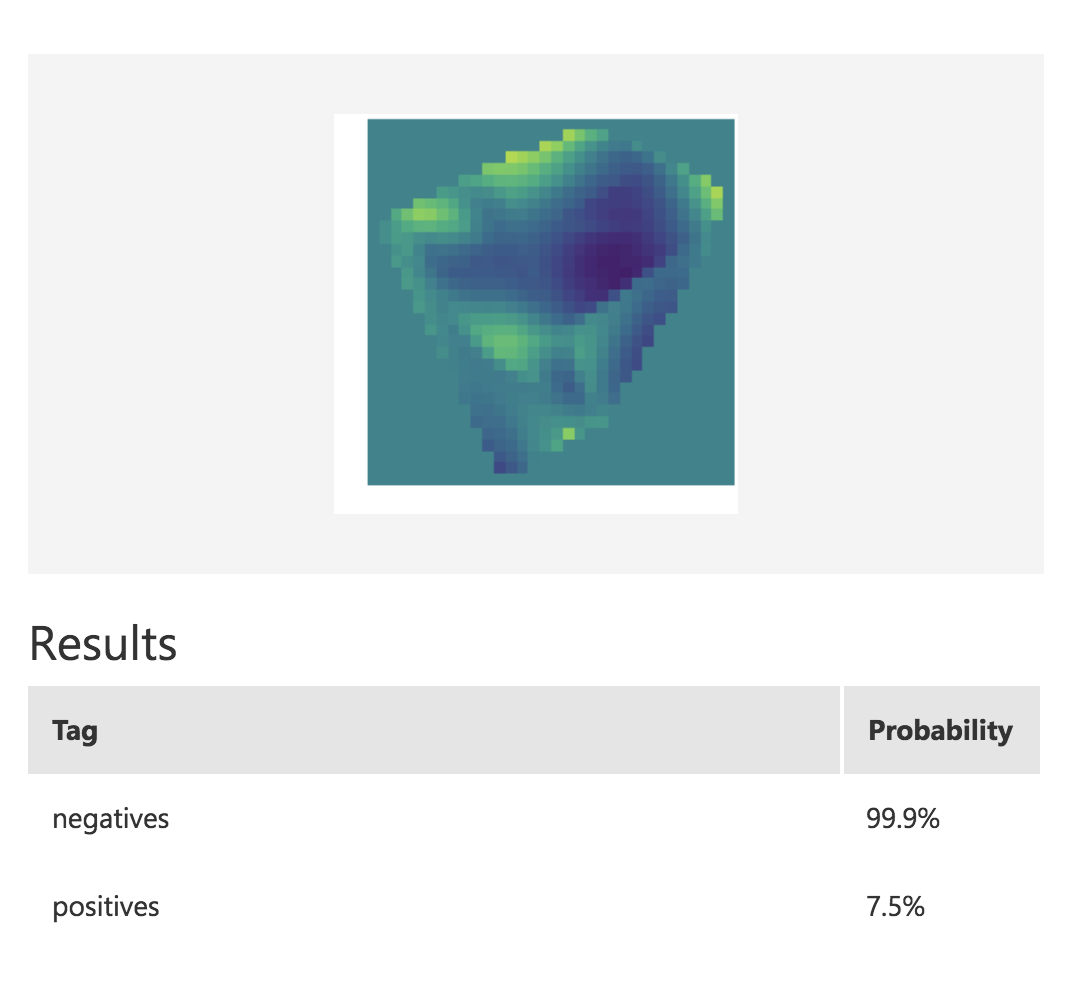 Results
Tag Probability
negatives 99.9%
positives 7.5%